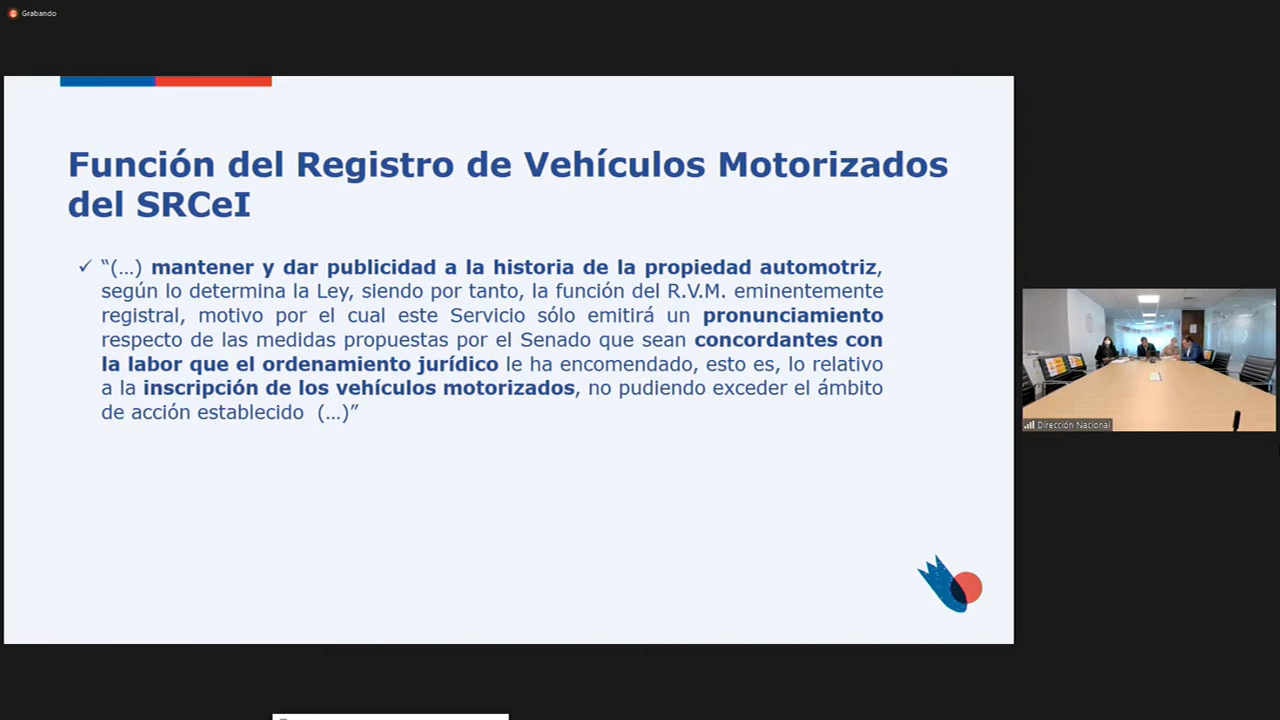 Grabando
Función del Registro de Vehículos Motorizados
del SRCeI
✓ “(…) mantener y dar publicidad a la historia de la propiedad automotriz,
según lo determina la Ley, siendo por tanto, la función del R.V.M. eminentemente
registral, motivo por el cual este Servicio sólo emitirá un pronunciamiento
respecto de las medidas propuestas por el Senado que sean concordantes con
la labor que el ordenamiento jurídico le ha encomendado, esto es, lo relativo
a la inscripción de los vehículos motorizados, no pudiendo exceder el ámbito
de acción establecido (…)”
Dirección Nacional